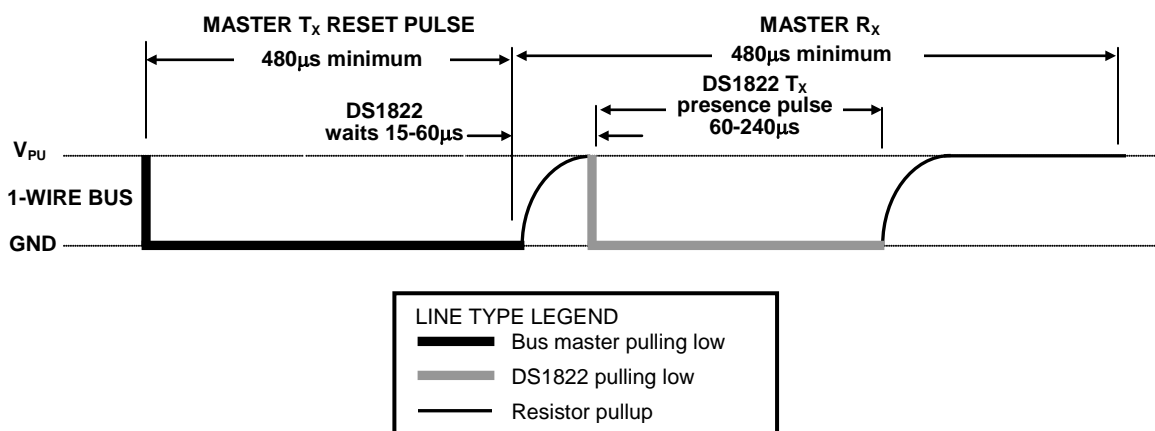 MASTER TX RESET PULSE
480µs minimum
MASTER RX
480µs minimum
DS1822
waits 15-60µs
DS1822 TX
presence pulse
60-240µs
VPU
1-WIRE BUS
GND
LINE TYPE LEGEND
Bus master pulling low
DS1822 pulling low
Resistor pullup